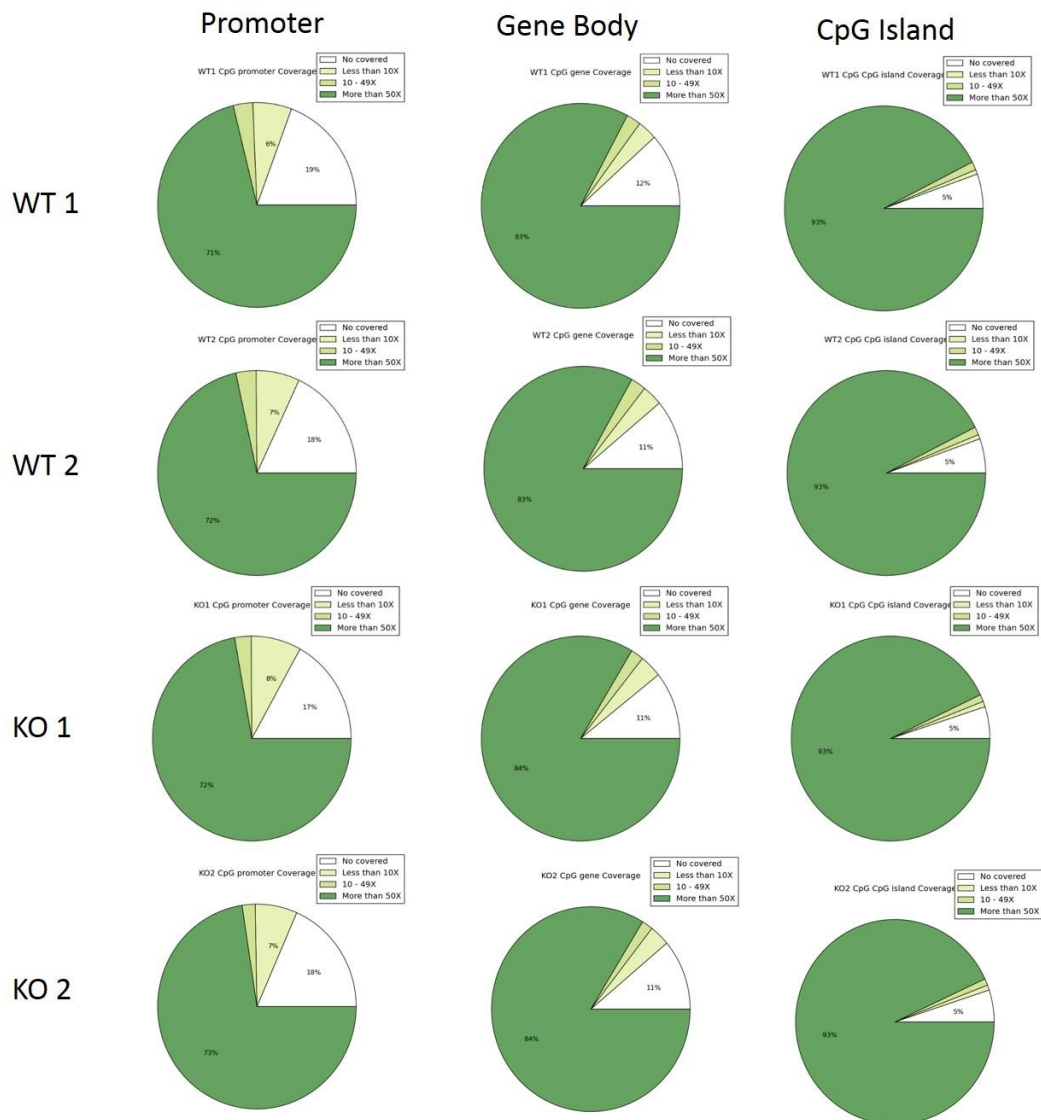 Promoter
Gene Body
CpG Island
WT 1
WT1 CpG promoter Coverage
No covered
Less than 10X
10 - 49X
More than 50X
6%
19%
71%
WT1 CpG gene Coverage
No covered
Less than 10X
10 - 49X
More than 50X
12%
83%
WT1 CpG CpG island Coverage
No covered
Less than 10X
10 - 49X
More than 50X
5%
93%
WT 2
WT2 CpG promoter Coverage
No covered
Less than 10X
10 - 49X
More than 50X
7%
18%
72%
WT2 CpG gene Coverage
No covered
Less than 10X
10 - 49X
More than 50X
11%
83%
WT2 CpG CpG island Coverage
No covered
Less than 10X
10 - 49X
More than 50X
5%
93%
KO 1
KO1 CpG promoter Coverage
No covered
Less than 10X
10 - 49X
More than 50X
8%
17%
72%
KO1 CpG gene Coverage
No covered
Less than 10X
10 - 49X
More than 50X
11%
84%
KO1 CpG CpG island Coverage
No covered
Less than 10X
10 - 49X
More than 50X
5%
93%
KO 2
KO2 CpG promoter Coverage
No covered
Less than 10X
10 - 49X
More than 50X
7%
18%
73%
KO2 CpG gene Coverage
No covered
Less than 10X
10 - 49X
More than 50X
11%
84%
KO2 CpG CpG island Coverage
No covered
Less than 10X
10 - 49X
More than 50X
5%
93%